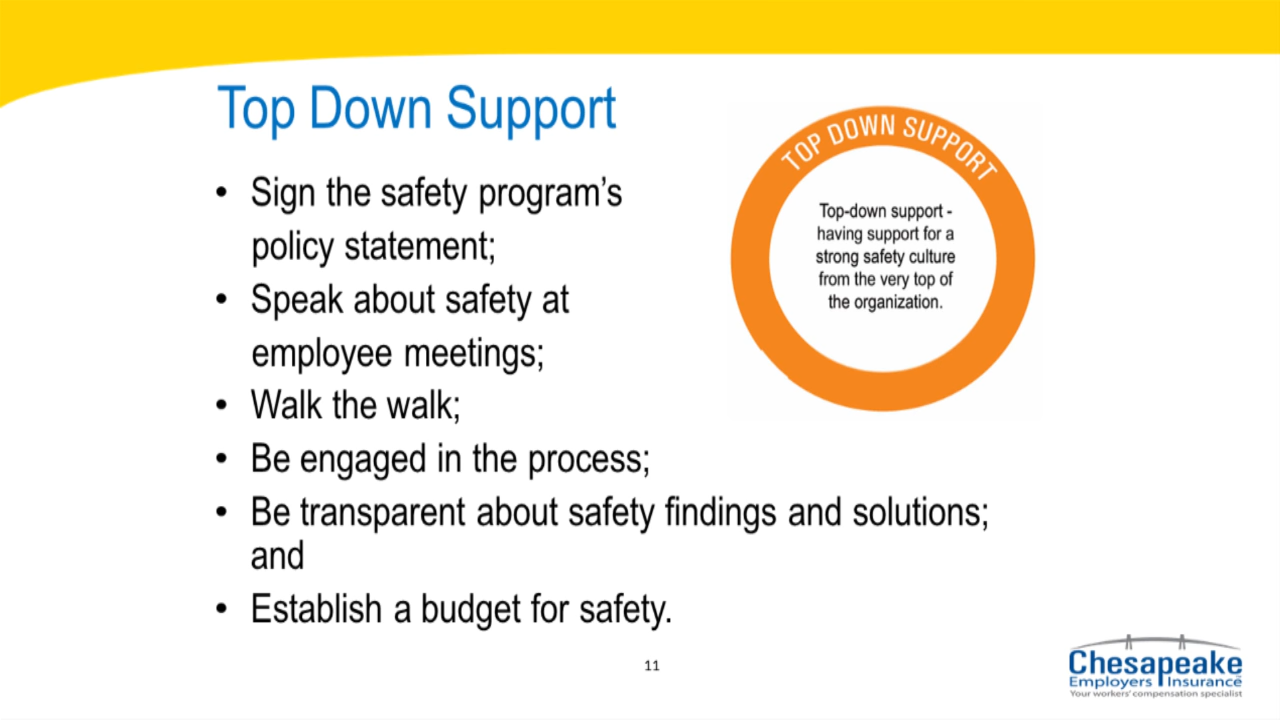 Top Down Support
• Sign the safety program’s
policy statement;
• Speak about safety at
employee meetings;
• Walk the walk;
• Be engaged in the process;
• Be transparent about safety findings and solutions;
and
• Establish a budget for safety.
TOP DOWN SUPPORT
Top-down support -
having support for a
strong safety culture
from the very top of
the organization.
11
Chesapeake
Employers Insurance
Your workers' compensation specialist